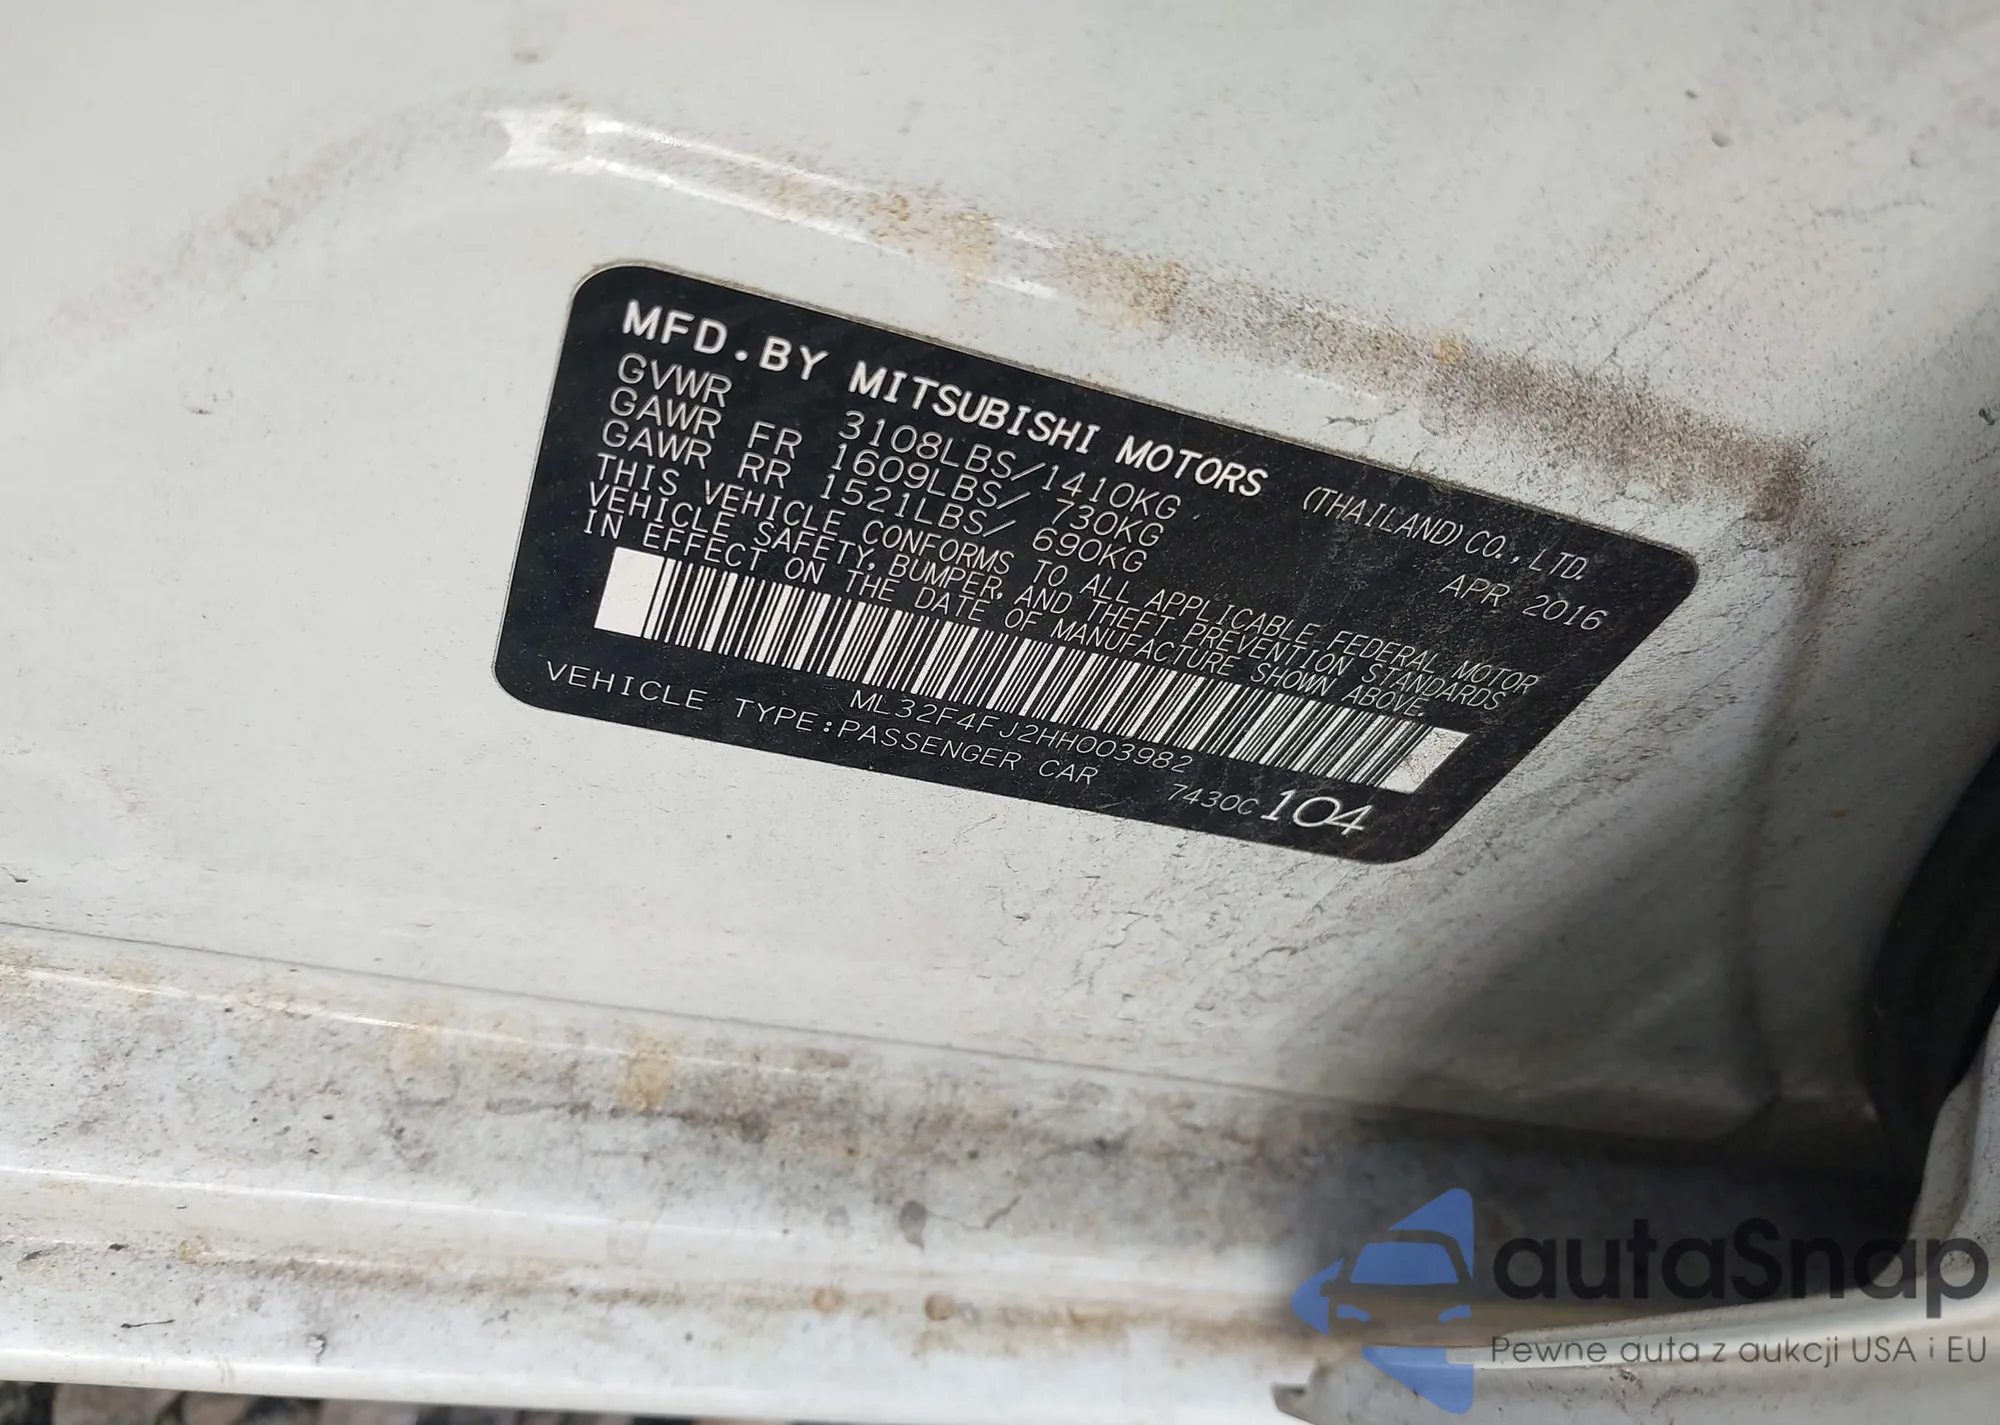 MFD.BY MITSUBISHI MOTORS (THAILAND) CO., LTD.
GVWR 3108LBS/1410KG APR 2016
GAWR FR 1609LBS/ 730KG
GAWR RR 1521LBS/ 690KG
THIS VEHICLE CONFORMS TO ALL APPLICABLE FEDERAL MOTOR
VEHICLE SAFETY, BUMPER, AND THEFT PREVENTION STANDARDS
IN EFFECT ON THE DATE OF MANUFACTURE SHOWN ABOVE.
ML32F4FJ2HH003982
VEHICLE TYPE:PASSENGER CAR 7430C 104
autaSnap
Pewne auta z aukcji USA i EU